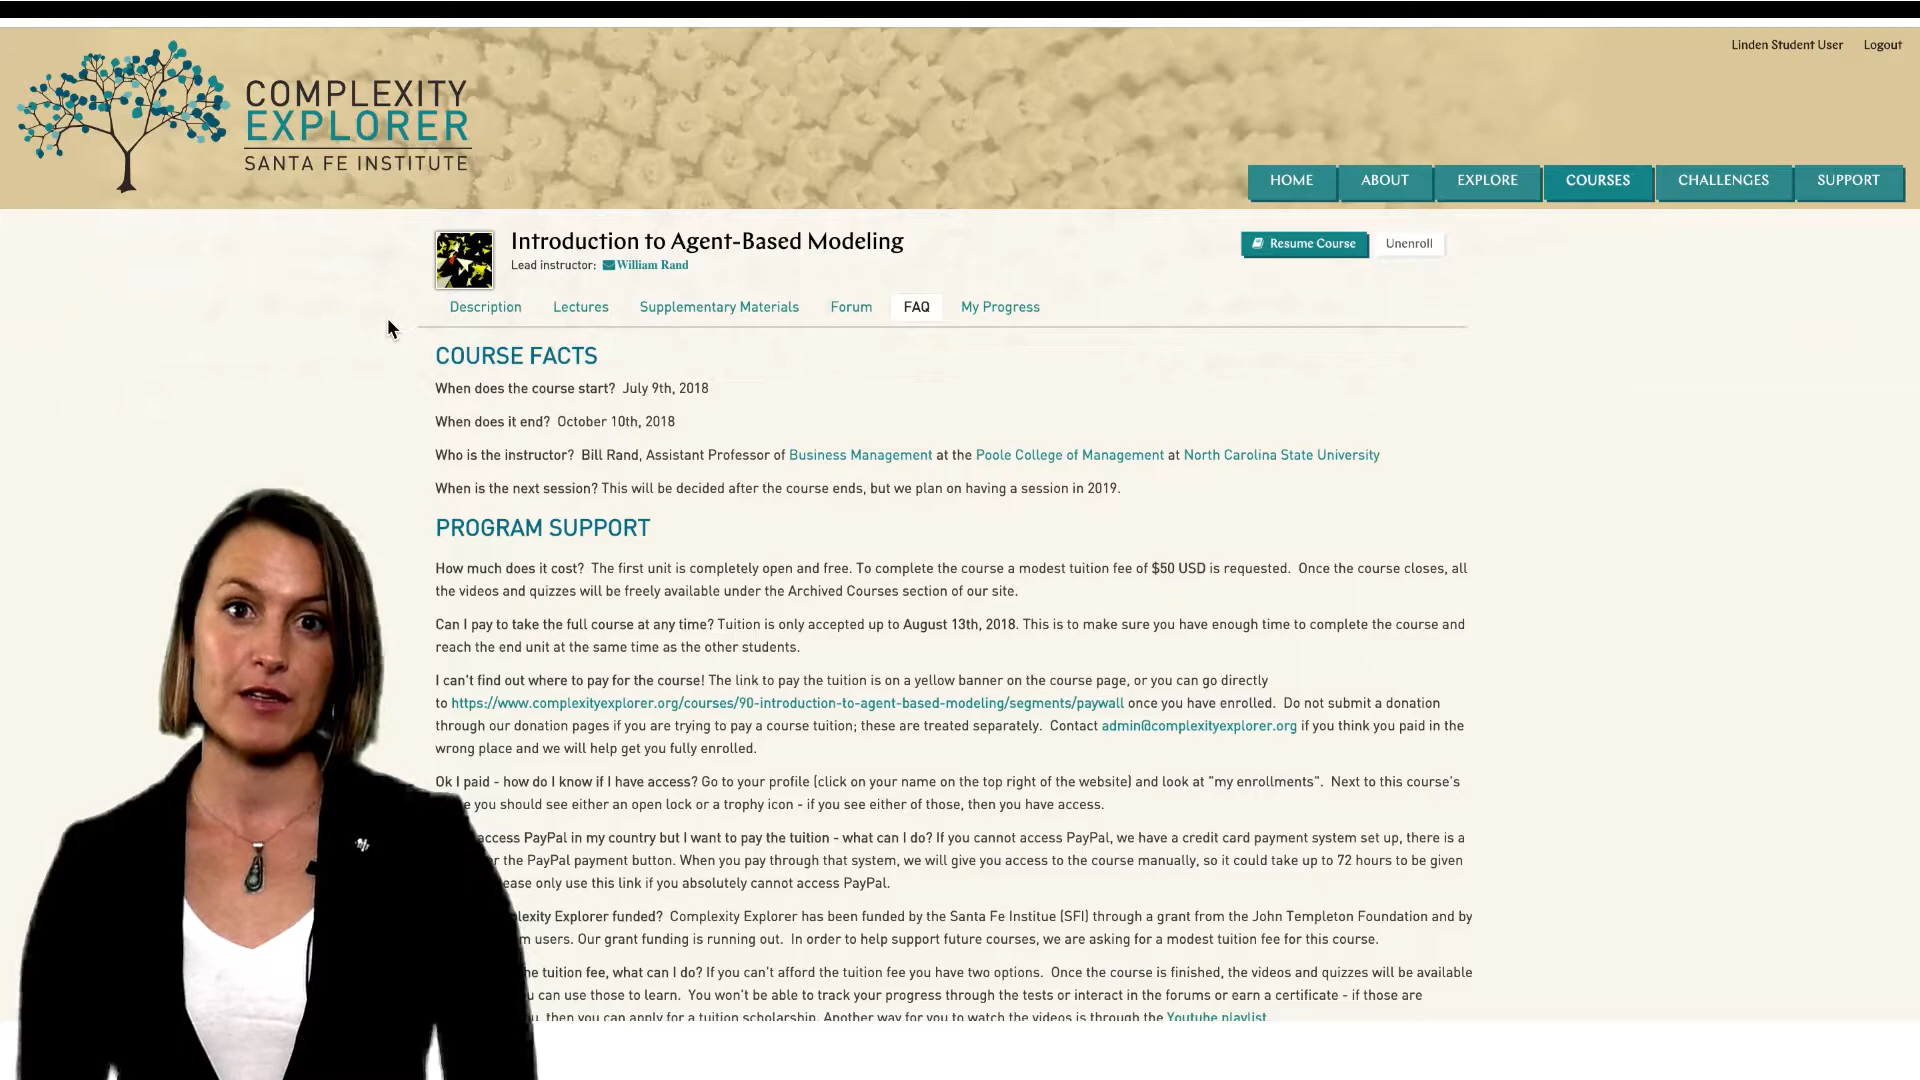 Linden Student User Logout
COMPLEXITY
EXPLORER
SANTA FE INSTITUTE
HOME ABOUT EXPLORE COURSES CHALLENGES SUPPORT
Introduction to Agent-Based Modeling
Resume Course Unenroll
Lead instructor: William Rand
Description Lectures Supplementary Materials Forum FAQ My Progress
COURSE FACTS
When does the course start? July 9th, 2018
When does it end? October 10th, 2018
Who is the instructor? Bill Rand, Assistant Professor of Business Management at the Poole College of Management at North Carolina State University
When is the next session? This will be decided after the course ends, but we plan on having a session in 2019.
PROGRAM SUPPORT
How much does it cost? The first unit is completely open and free. To complete the course a modest tuition fee of $50 USD is requested. Once the course closes, all
the videos and quizzes will be freely available under the Archived Courses section of our site.
Can I pay to take the full course at any time? Tuition is only accepted up to August 13th, 2018. This is to make sure you have enough time to complete the course and
reach the end unit at the same time as the other students.
I can't find out where to pay for the course! The link to pay the tuition is on a yellow banner on the course page, or you can go directly
to https://www.complexityexplorer.org/courses/90-introduction-to-agent-based-modeling/segments/paywall once you have enrolled. Do not submit a donation
through our donation pages if you are trying to pay a course tuition; these are treated separately. Contact admin@complexityexplorer.org if you think you paid in the
wrong place and we will help get you fully enrolled.
Ok I paid - how do I know if I have access? Go to your profile (click on your name on the top right of the website) and look at "my enrollments". Next to this course's
you should see either an open lock or a trophy icon - if you see either of those, then you have access.
access PayPal in my country but I want to pay the tuition - what can I do? If you cannot access PayPal, we have a credit card payment system set up, there is a
the PayPal payment button. When you pay through that system, we will give you access to the course manually, so it could take up to 72 hours to be given
ease only use this link if you absolutely cannot access PayPal.
plexity Explorer funded? Complexity Explorer has been funded by the Santa Fe Institue (SFI) through a grant from the John Templeton Foundation and by
m users. Our grant funding is running out. In order to help support future courses, we are asking for a modest tuition fee for this course.
he tuition fee, what can I do? If you can't afford the tuition fee you have two options. Once the course is finished, the videos and quizzes will be available
u can use those to learn. You won't be able to track your progress through the tests or interact in the forums or earn a certificate - if those are
then you can apply for a tuition scholarship. Another way for you to watch the videos is through the Youtube playlist.